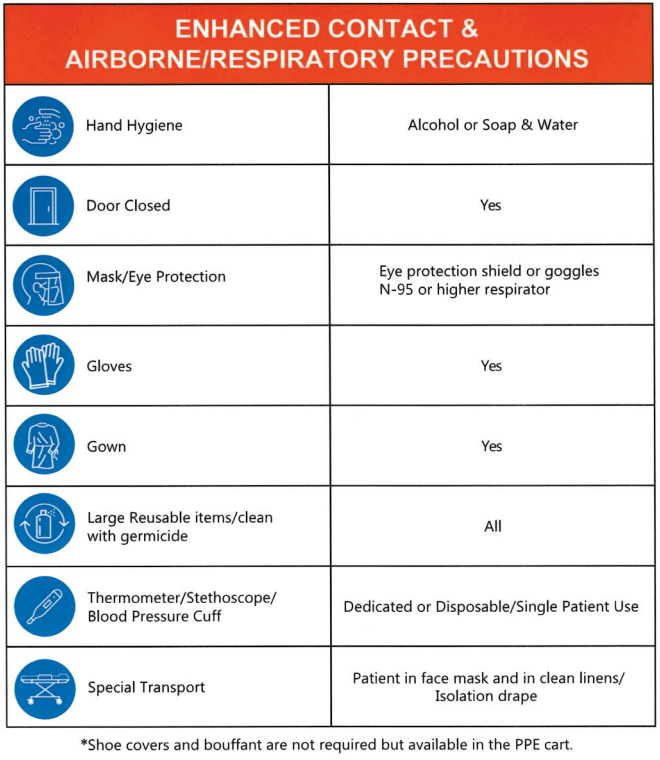 ENHANCED CONTACT &
AIRBORNE/RESPIRATORY PRECAUTIONS
Hand Hygiene
Alcohol or Soap & Water
Door Closed
Yes
Mask/Eye Protection
Eye protection shield or goggles
N-95 or higher respirator
Gloves
Yes
Gown
Yes
Large Reusable items/clean
with germicide
All
Thermometer/Stethoscope/
Blood Pressure Cuff
Dedicated or Disposable/Single Patient Use
Special Transport
Patient in face mask and in clean linens/
Isolation drape
*Shoe covers and bouffant are not required but available in the PPE cart.